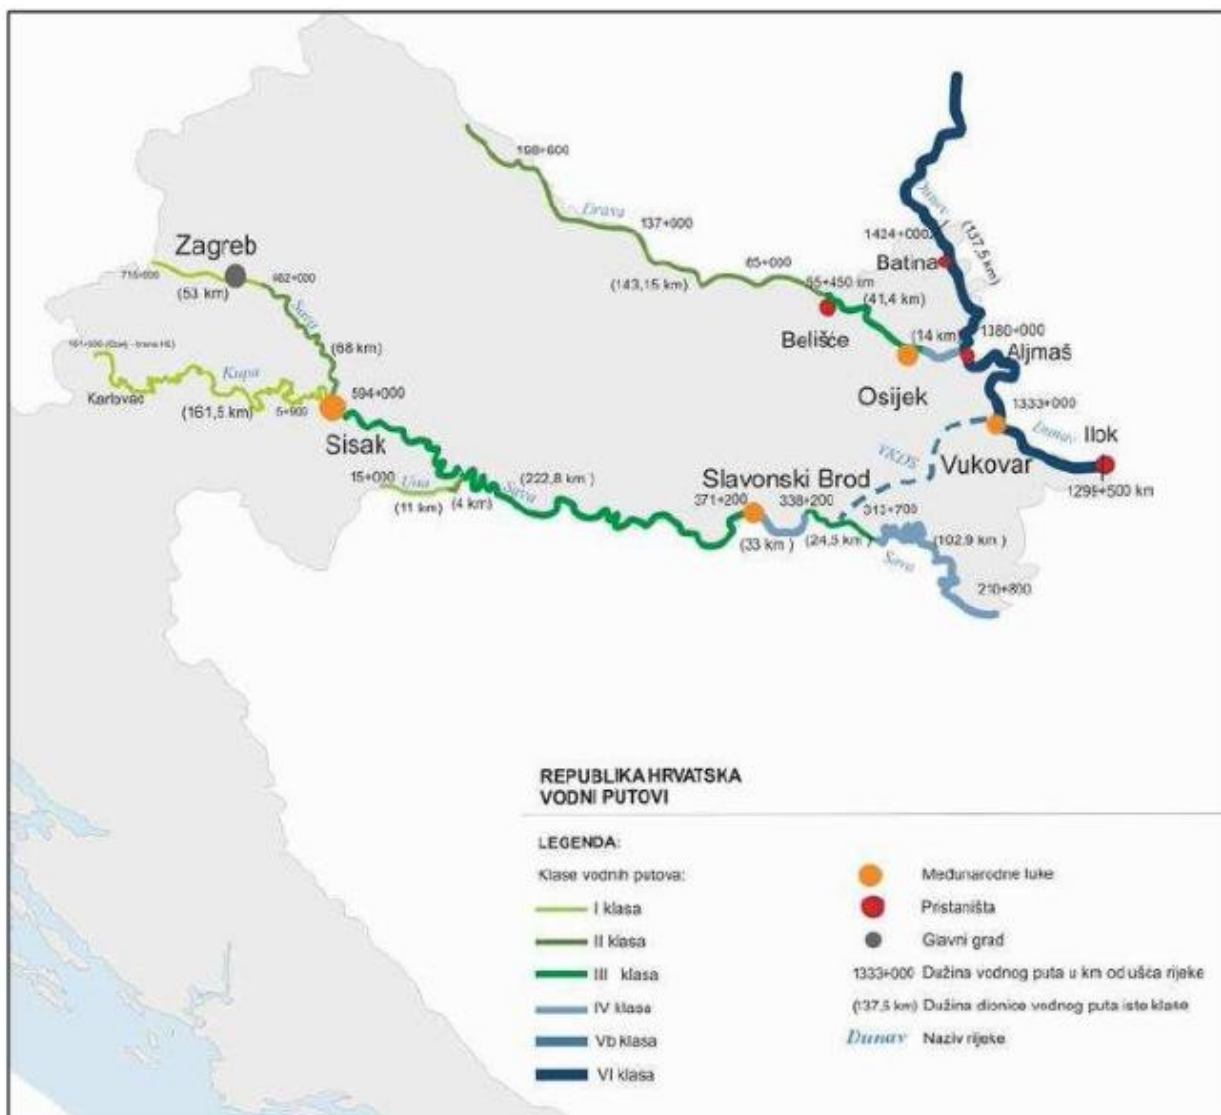 198+600
Drava
137+000
Dunav
(137,5 km)
Zagreb
1424+000
Batina
65+000
(143,15 km)
(53 km)
55+450 km
(41,4 km)
Sava
Belišće
(14 km)
1380+000
Aljmaš
(68 km)
Kupa
Karlovac
594+000
Osijek
1333+000
(161,5 km)
5+900
Sisak
Dunav
Ilok
VKDS
Vukovar
15+000
Una
(222,8 km )
Slavonski Brod
1295+500 km
(11 km)
(4 km)
Sava
371+200
338+200
313+700
(33 km )
(24,5 km )
(102,9 km )
Sava
210+800
REPUBLIKA HRVATSKA
VODNI PUTOVI
LEGENDA:
Klase vodnih putova:
I klasa
II klasa
III klasa
IV klasa
Vb klasa
VI klasa
Međunarodne luke
Pristaništa
Glavni grad
1333+000 Dužina vodnog puta u km od ušća rijeke
(137,5 km) Dužina dionice vodnog puta iste klase
Dunav Naziv rijeke